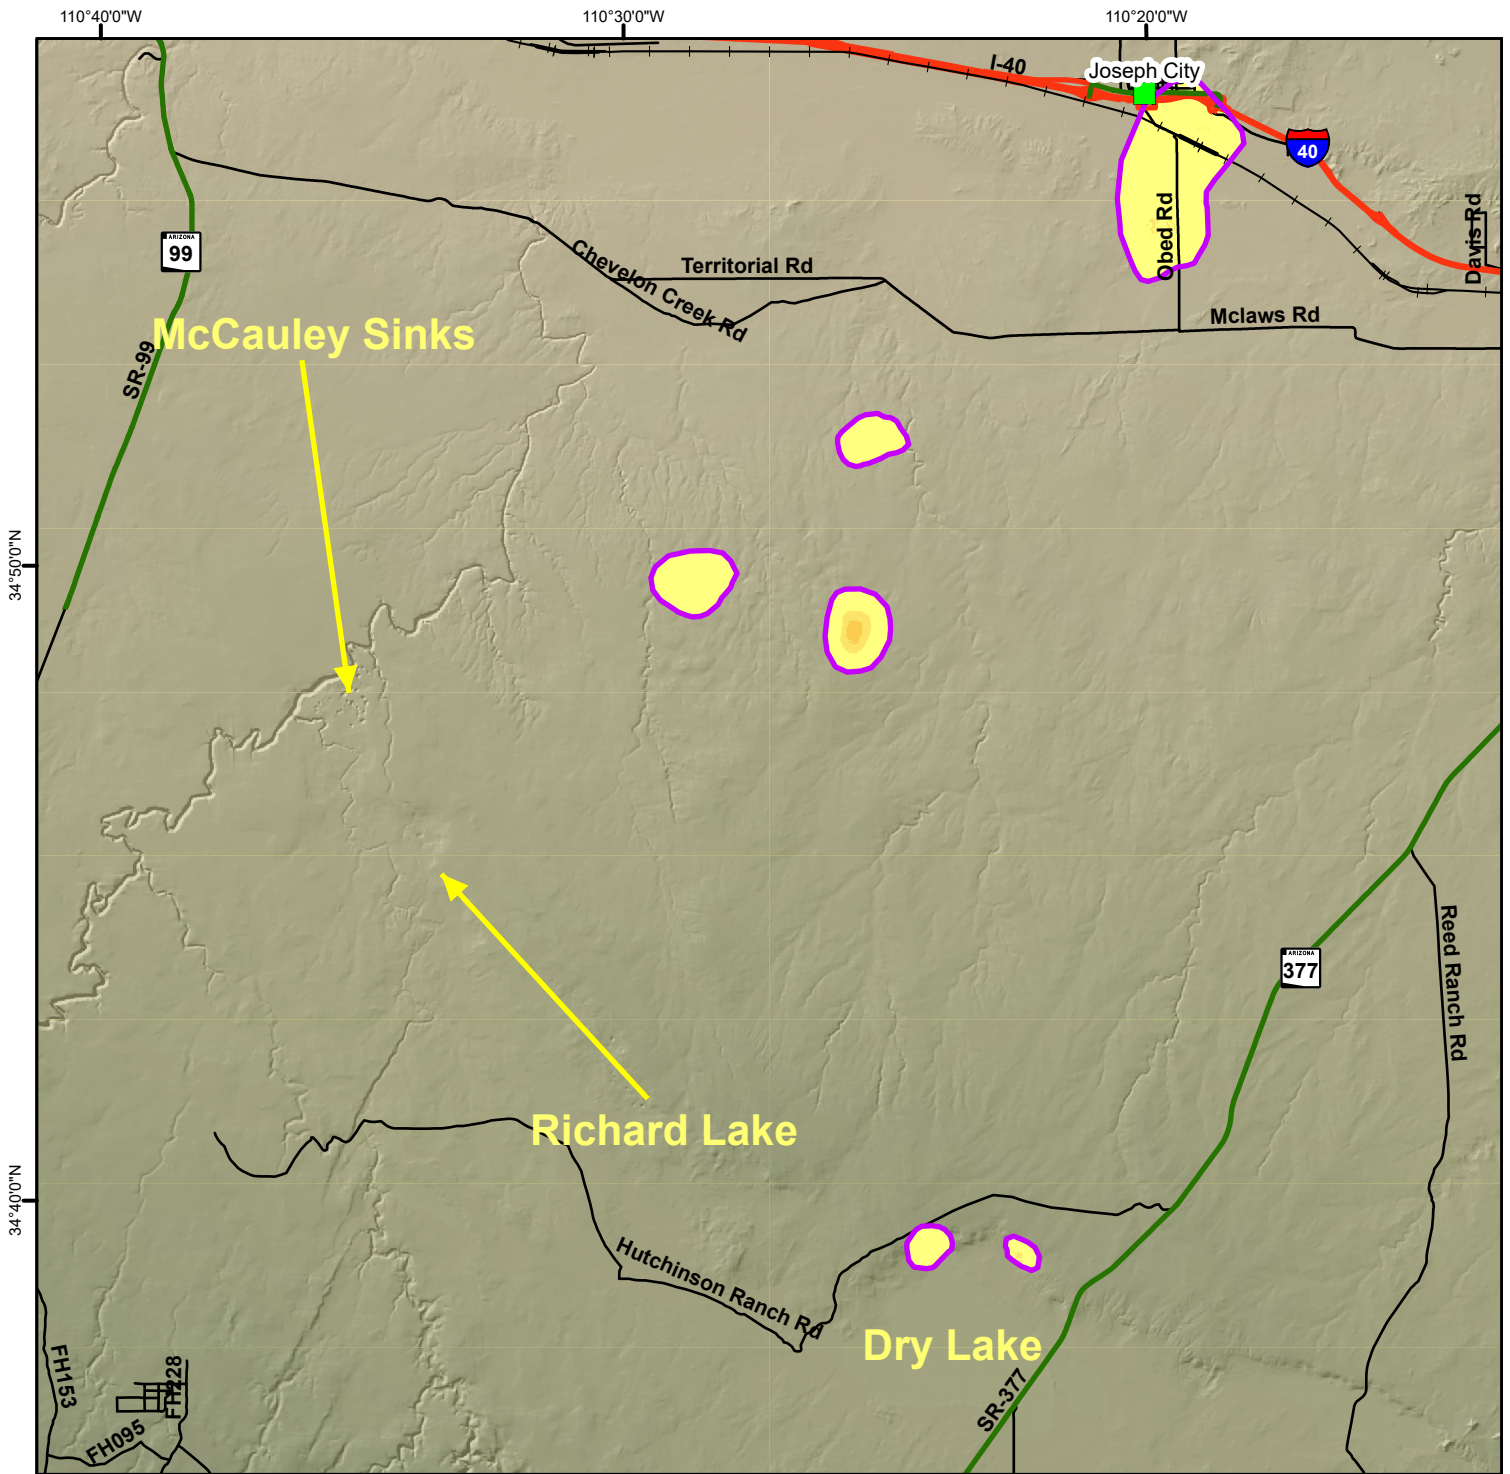 110°40'0"W
110°30'0"W
110°20'0"W
I-40
Joseph City
40
ARIZONA
99
Obed Rd
Davis Rd
Chevelon Creek Rd
Territorial Rd
Mclaws Rd
McCauley Sinks
SR-99
34°50'0"N
Reed Ranch Rd
ARIZONA
377
Richard Lake
34°40'0"N
Hutchinson Ranch Rd
Dry Lake
SR-377
FH153
FH228
FH095